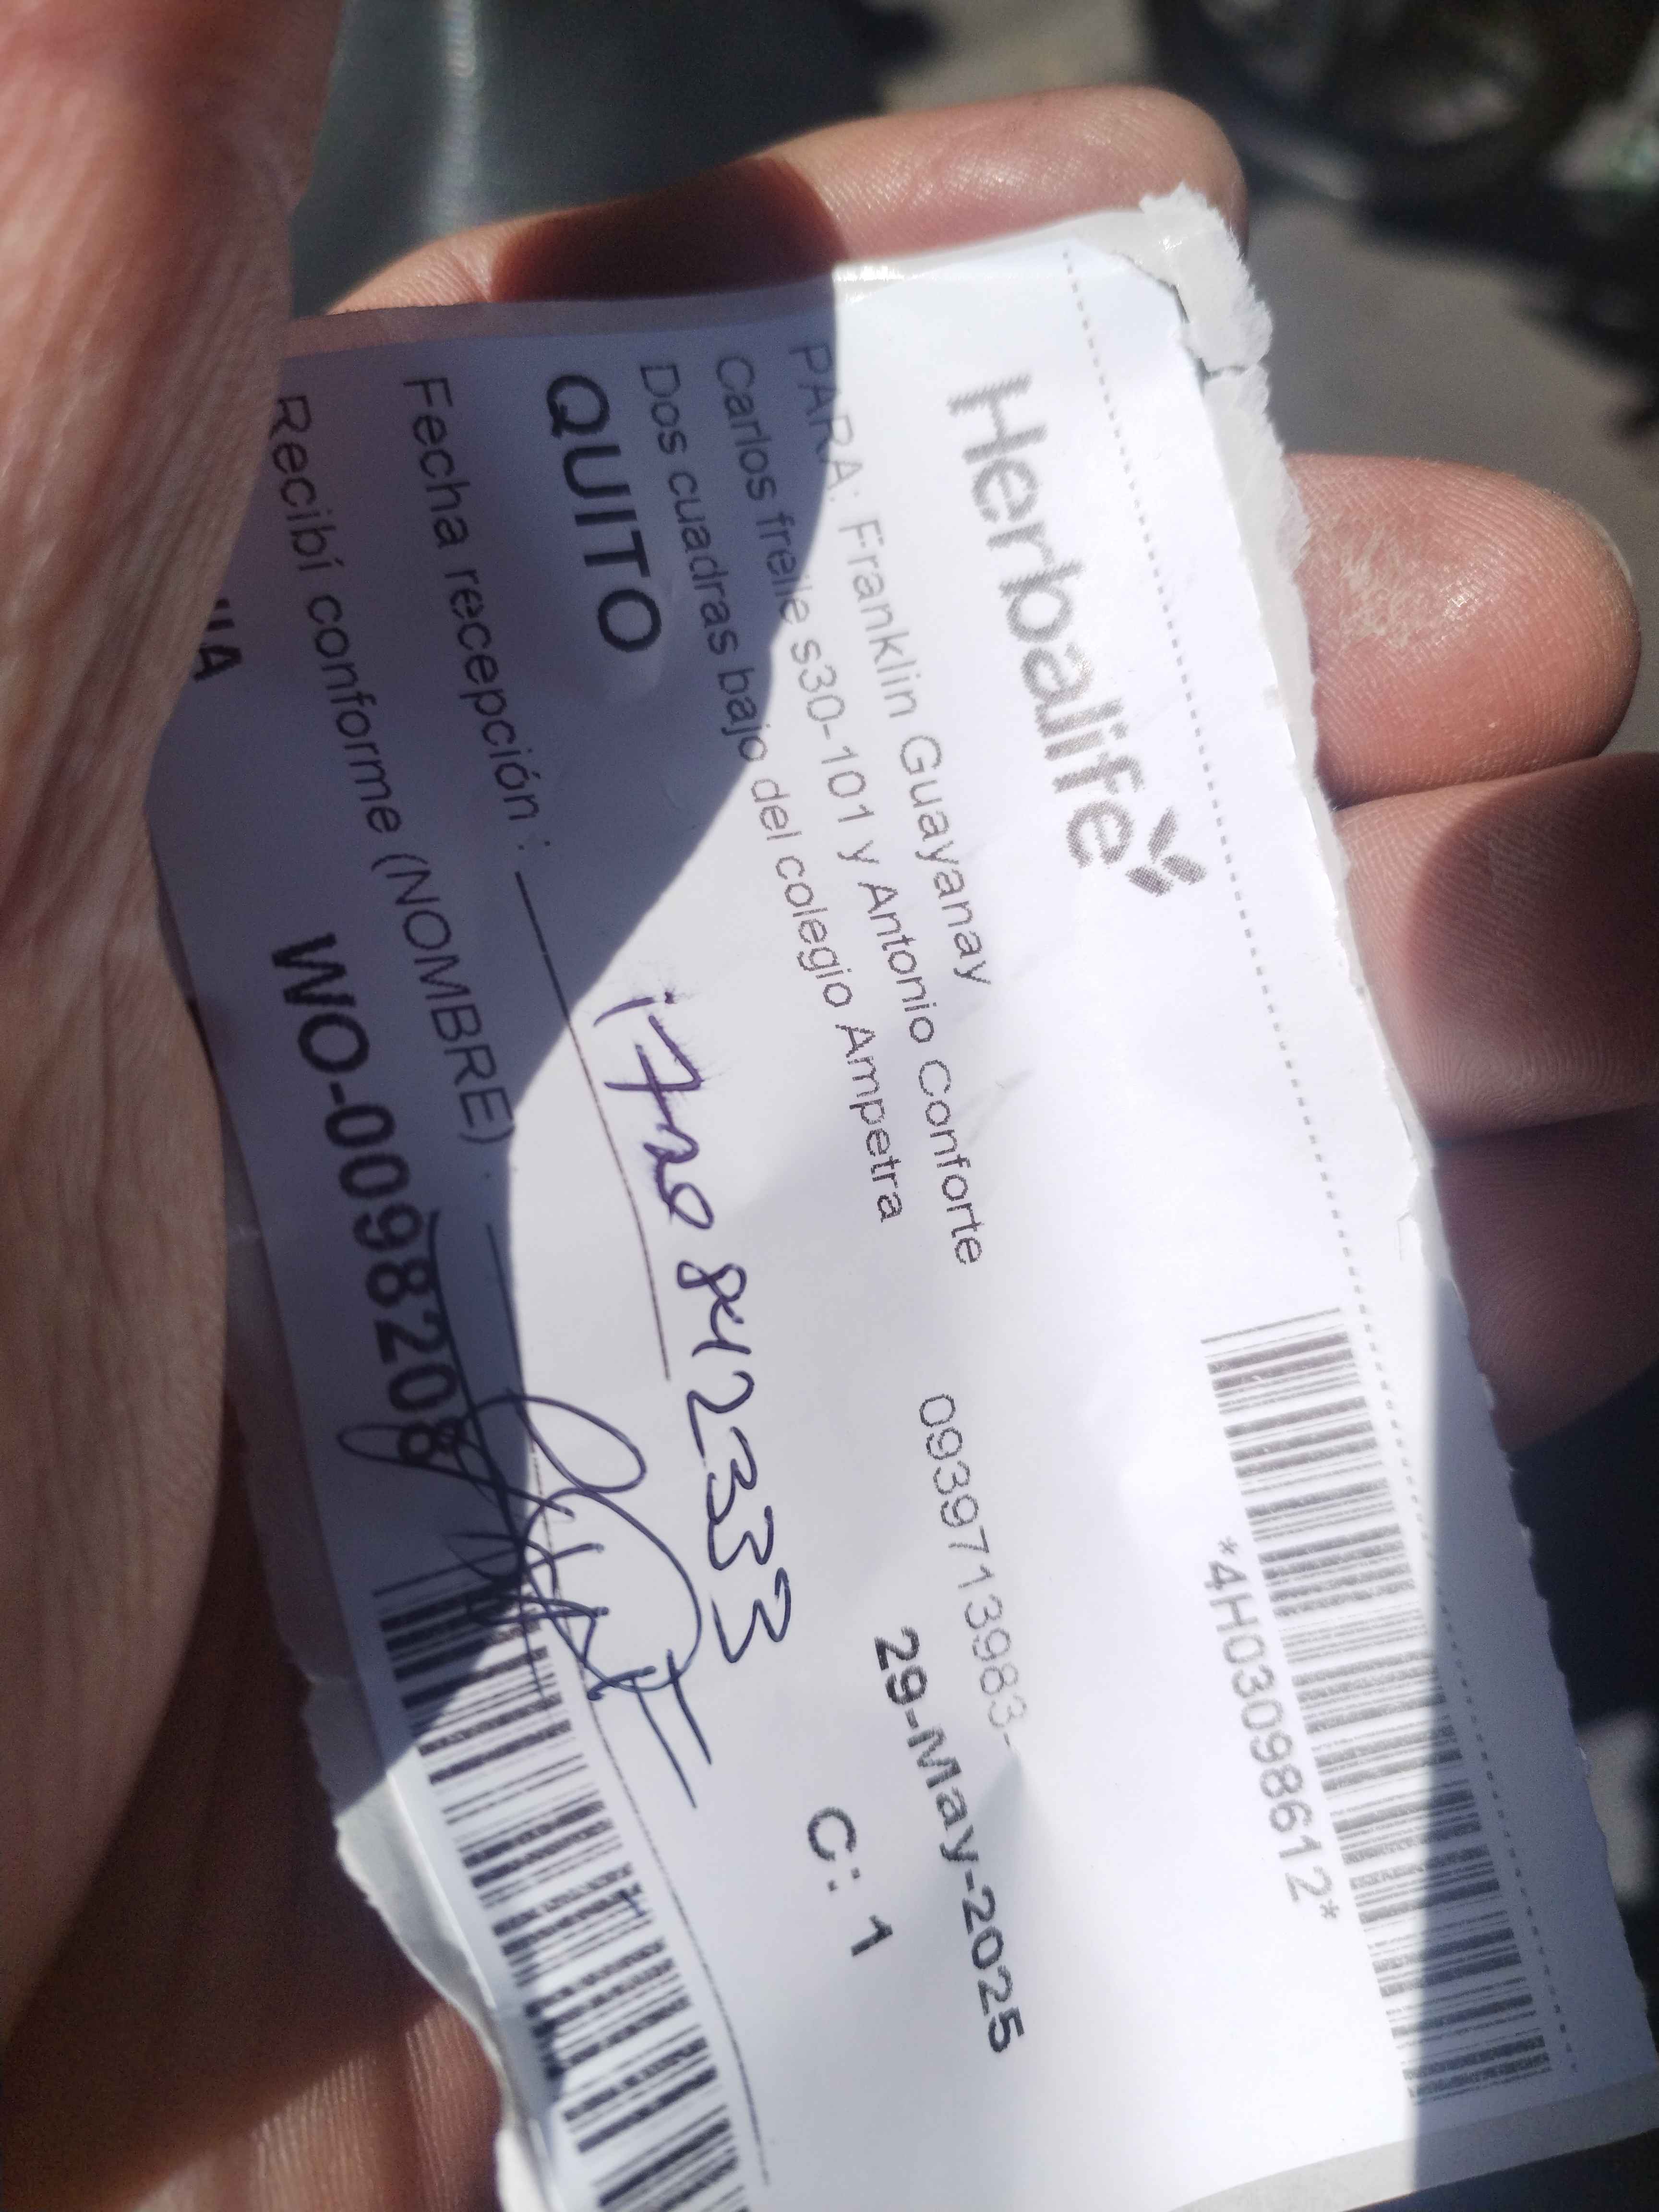 *4H03098612*
Herbalife
PARA: Franklin Guayanay
Carlos freile s30-101 y Antonio Conforte 0939713983-
Dos cuadras bajo del colegio Ampetra
29-May-2025
QUITO
C: 1
1720842333
Fecha recepción :
Recibí conforme (NOMBRE) :
WO-00998208